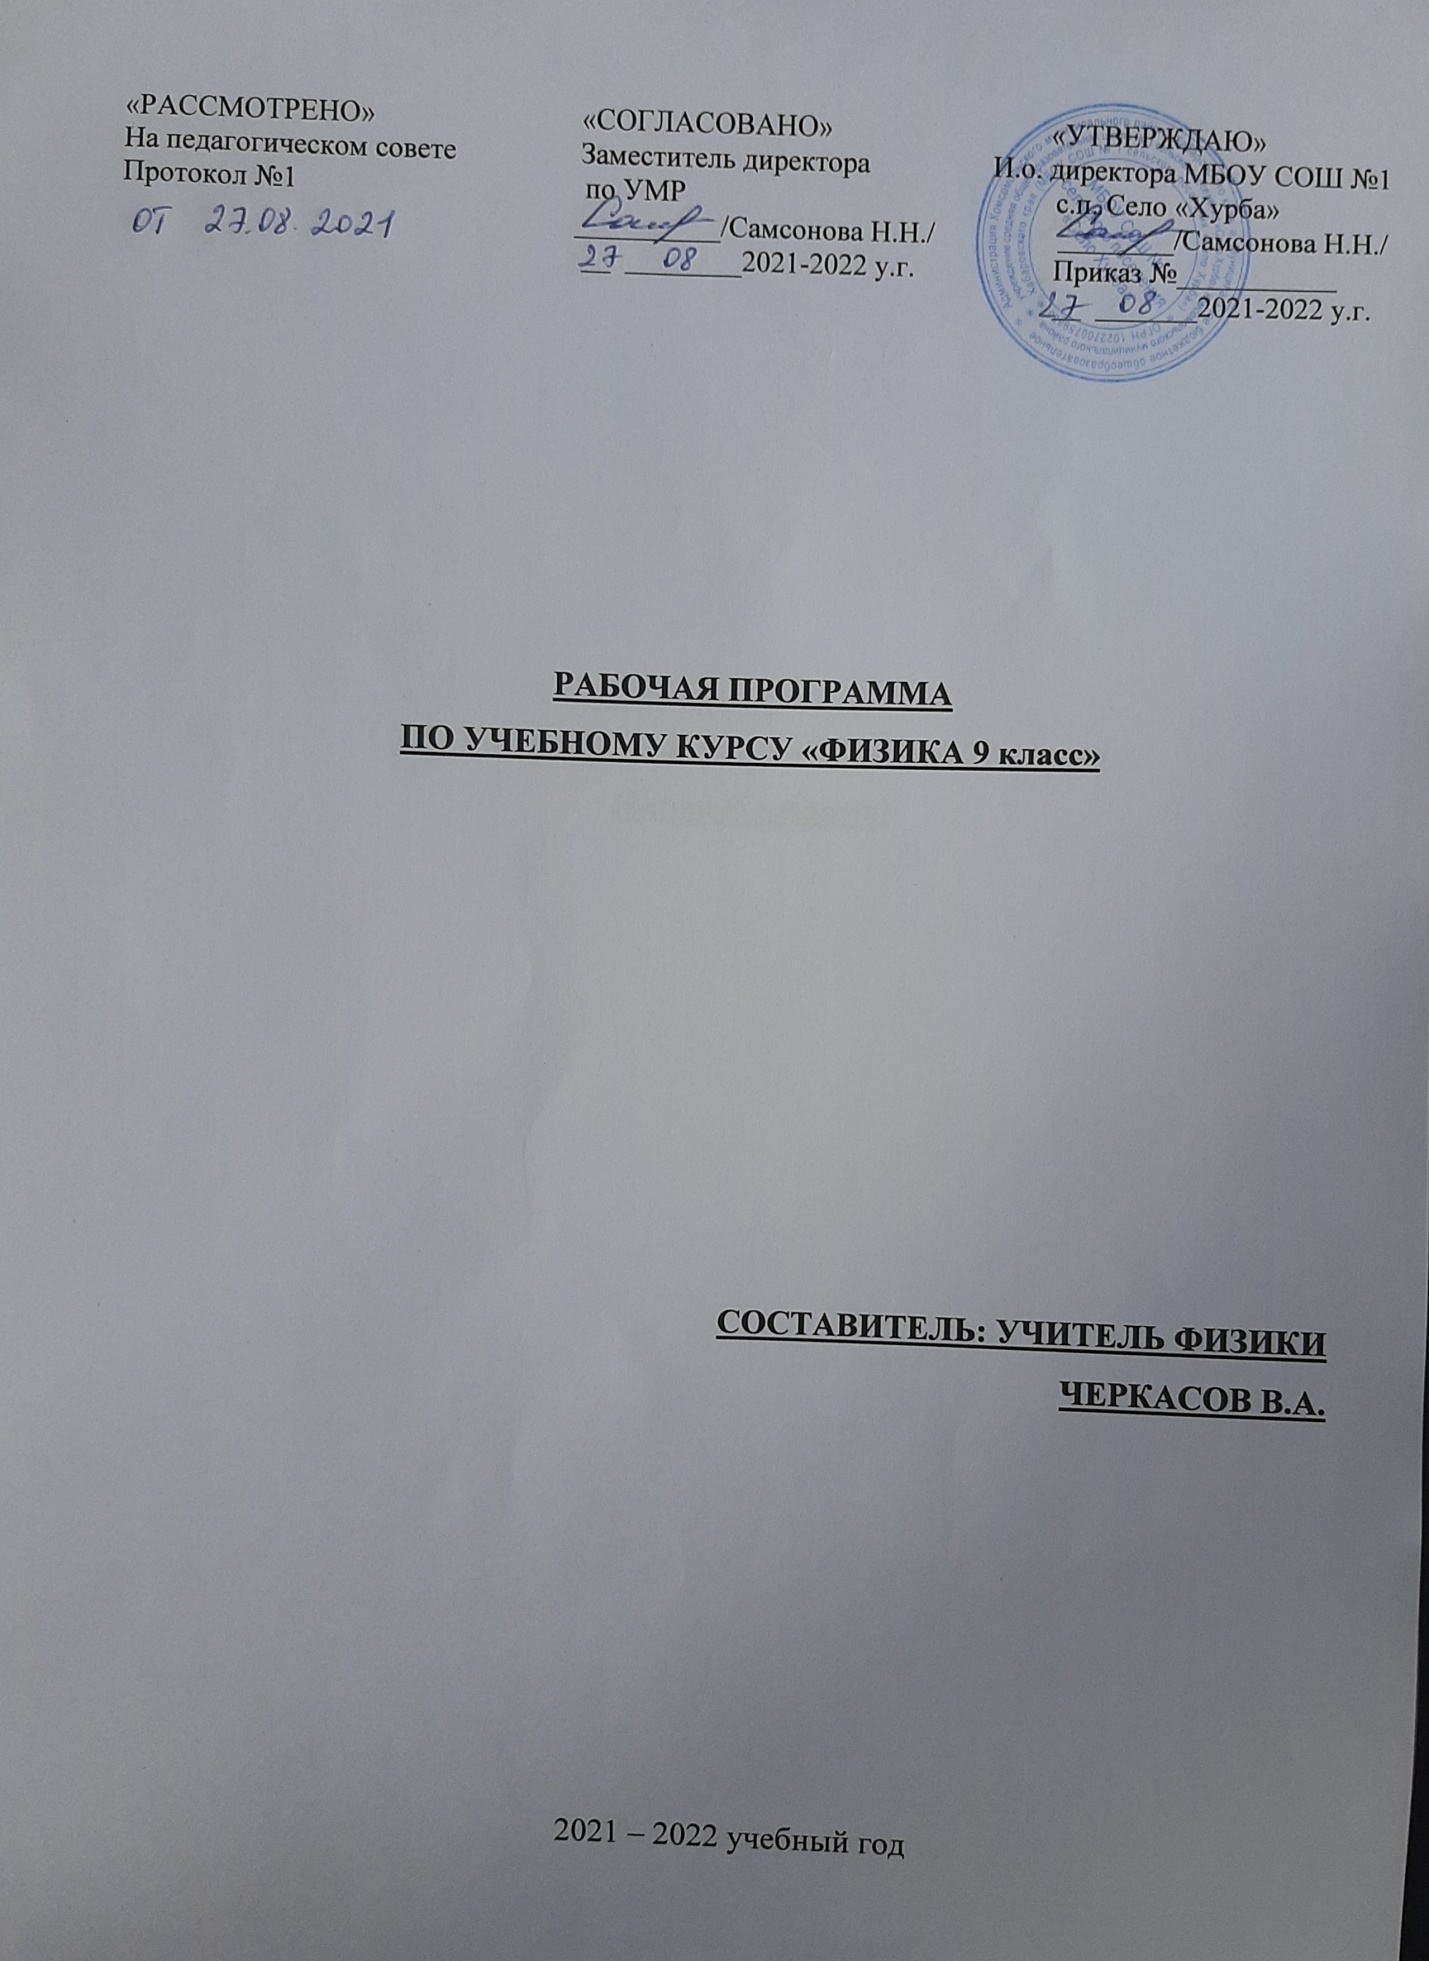 «РАССМОТРЕНО»
На педагогическом совете
Протокол №1
от 27.08.2021
«СОГЛАСОВАНО»
Заместитель директора
по УМР
/Самсонова Н.Н./
27 08 2021-2022 у.г.
«УТВЕРЖДАЮ»
И.о. директора МБОУ СОШ №1
с.п. Село «Хурба»
/Самсонова Н.Н./
Приказ №
27 08 2021-2022 у.г.
РАБОЧАЯ ПРОГРАММА
ПО УЧЕБНОМУ КУРСУ «ФИЗИКА 9 класс»
СОСТАВИТЕЛЬ: УЧИТЕЛЬ ФИЗИКИ
ЧЕРКАСОВ В.А.
2021 – 2022 учебный год